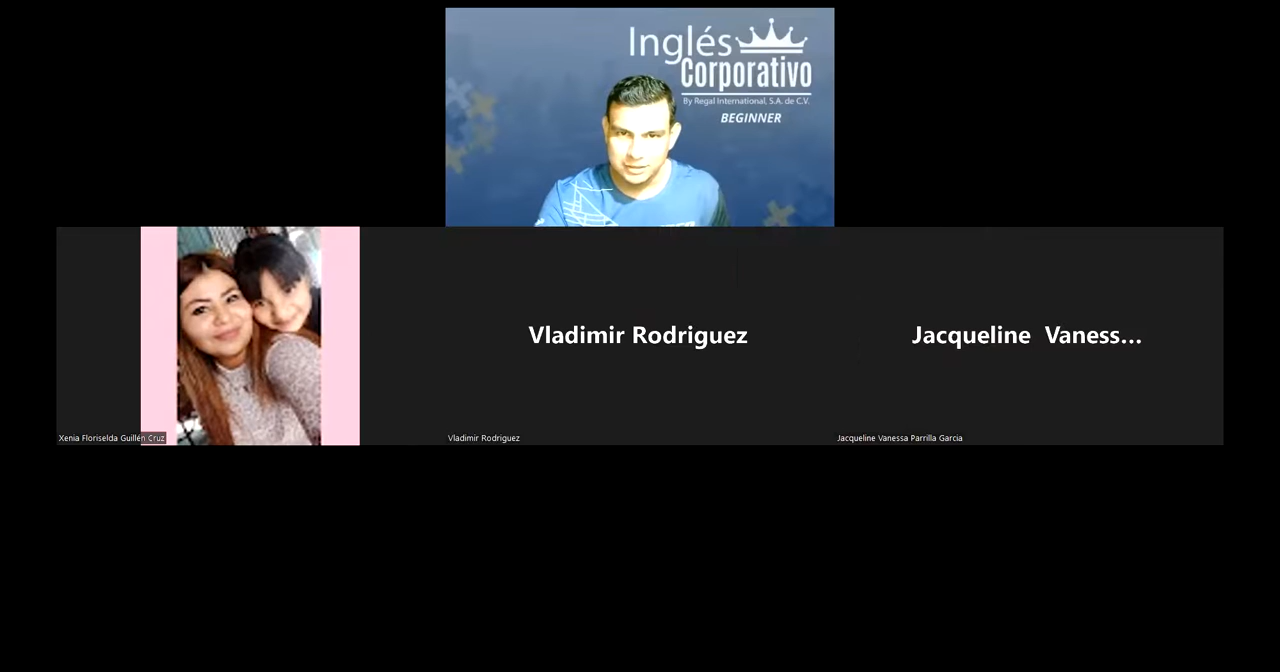 Inglés
Corporativo
By Regal International, S.A. de C.V.
BEGINNER
Vladimir Rodriguez
Jacqueline Vaness...
Xenia Floriselda Guillén Cruz
Vladimir Rodriguez
Jacqueline Vanessa Parrilla Garcia